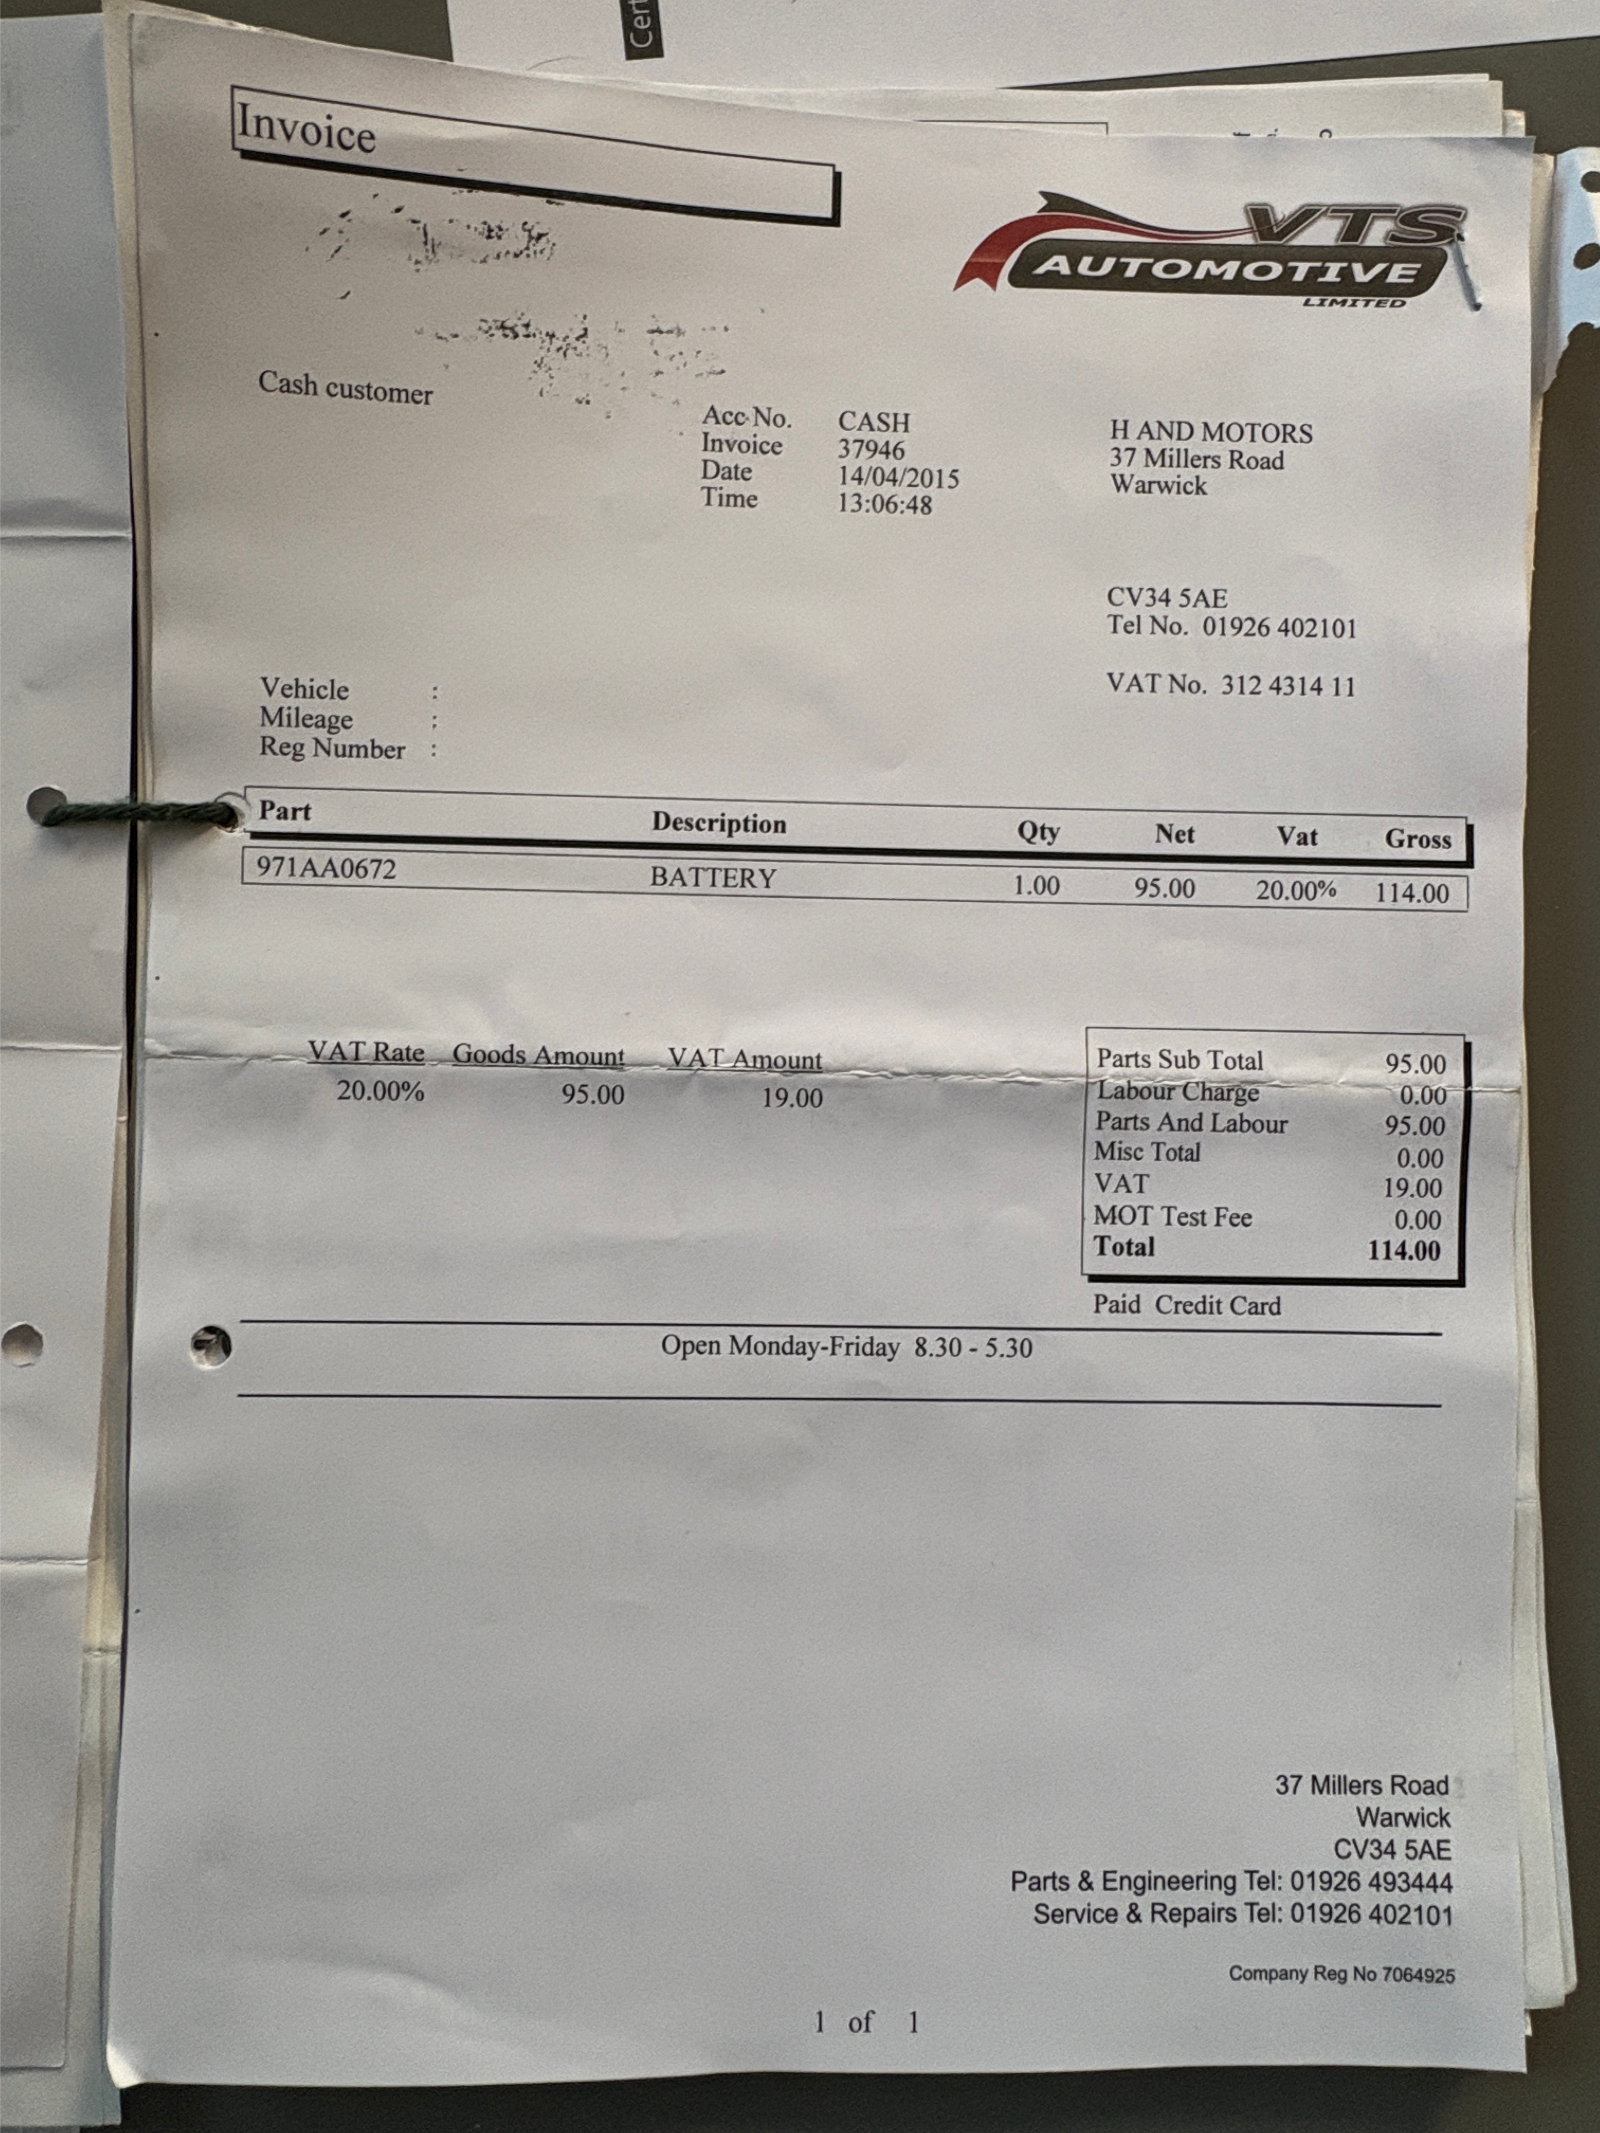 Cert
Invoice
VTS
AUTOMOTIVE
LIMITED
Cash customer
Acc No. CASH
Invoice 37946
Date 14/04/2015
Time 13:06:48
H AND MOTORS
37 Millers Road
Warwick
CV34 5AE
Tel No. 01926 402101
VAT No. 312 4314 11
Vehicle :
Mileage :
Reg Number :
Part Description Qty Net Vat Gross
971AA0672 BATTERY 1.00 95.00 20.00% 114.00
VAT Rate Goods Amount VAT Amount
20.00% 95.00 19.00
Parts Sub Total 95.00
Labour Charge 0.00
Parts And Labour 95.00
Misc Total 0.00
VAT 19.00
MOT Test Fee 0.00
Total 114.00
Paid Credit Card
Open Monday-Friday 8.30 - 5.30
37 Millers Road
Warwick
CV34 5AE
Parts & Engineering Tel: 01926 493444
Service & Repairs Tel: 01926 402101
Company Reg No 7064925
1 of 1